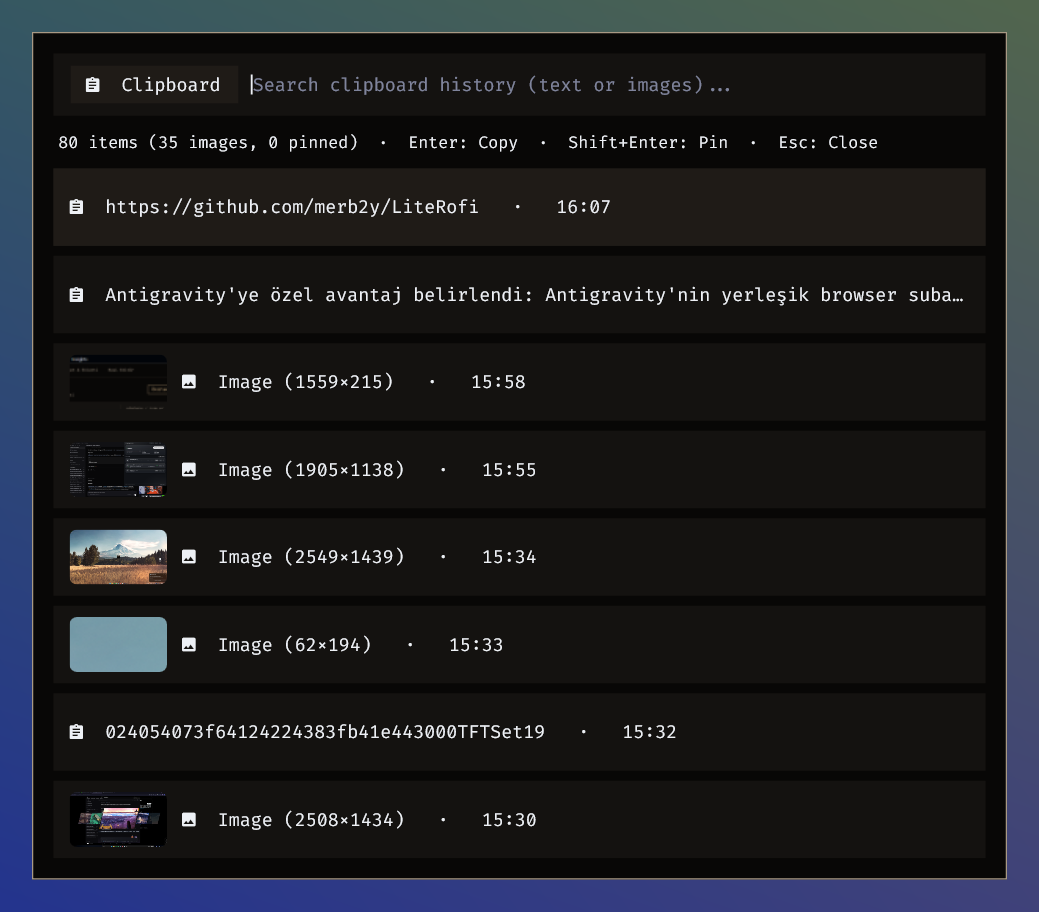 Clipboard Search clipboard history (text or images)...
80 items (35 images, 0 pinned) · Enter: Copy · Shift+Enter: Pin · Esc: Close
https://github.com/merb2y/LiteRofi · 16:07
Antigravity'ye özel avantaj belirlendi: Antigravity'nin yerleşik browser suba…
Image (1559×215) · 15:58
Image (1905×1138) · 15:55
Image (2549×1439) · 15:34
Image (62×194) · 15:33
024054073f64124224383fb41e443000TFTSet19 · 15:32
Image (2508×1434) · 15:30